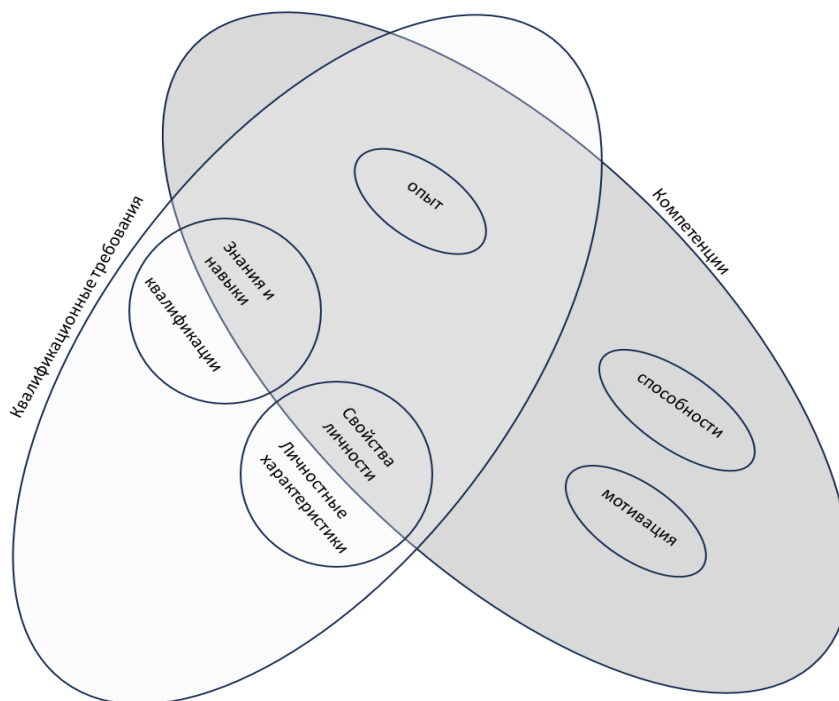 опыт
Компетенции
Квалификационные требования
Знания и
навыки
квалификации
способности
Свойства
личности
Личностные
характеристики
мотивация